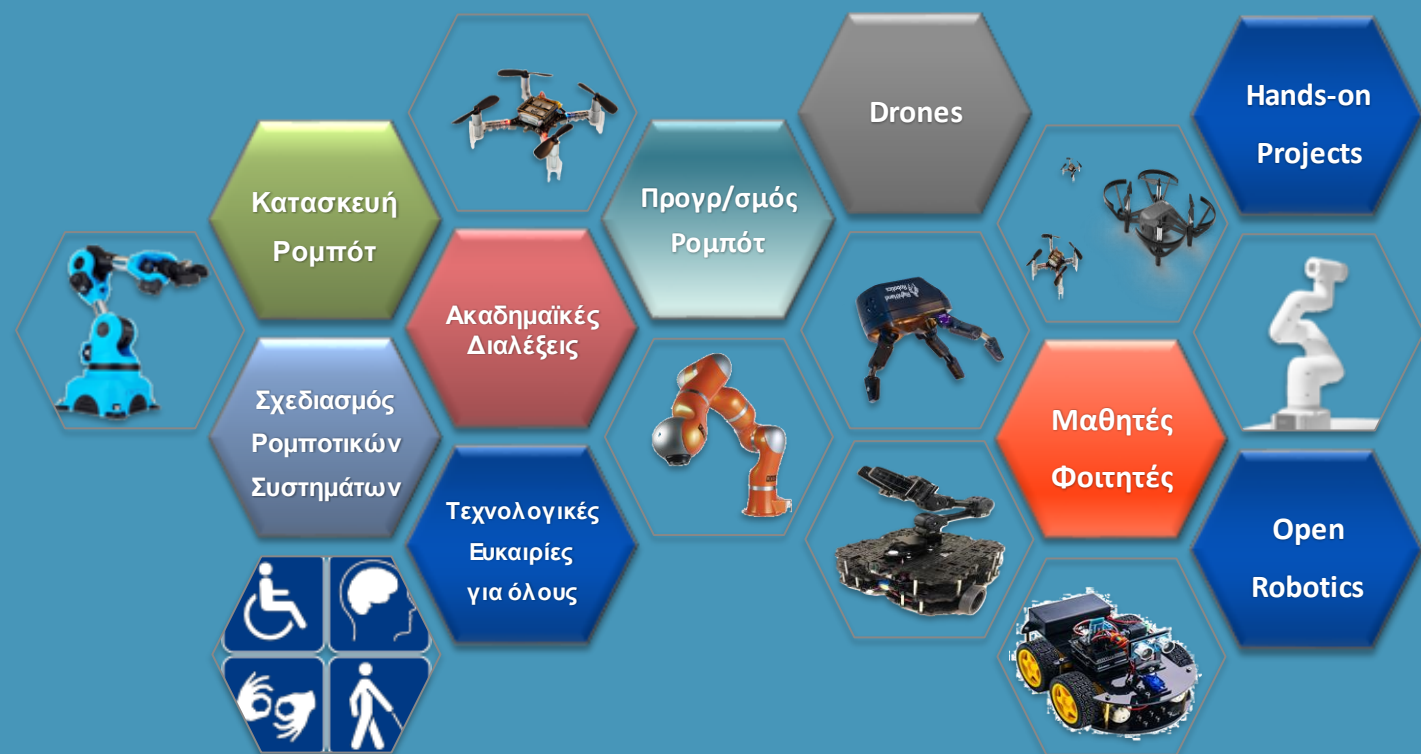 Κατασκευή
Ρομπότ
Σχεδιασμός
Ρομποτικών
Συστημάτων
Ακαδημαϊκές
Διαλέξεις
Τεχνολογικές
Ευκαιρίες
για όλους
Προγρ/σμός
Ρομπότ
Drones
Μαθητές
Φοιτητές
Hands-on
Projects
Open
Robotics